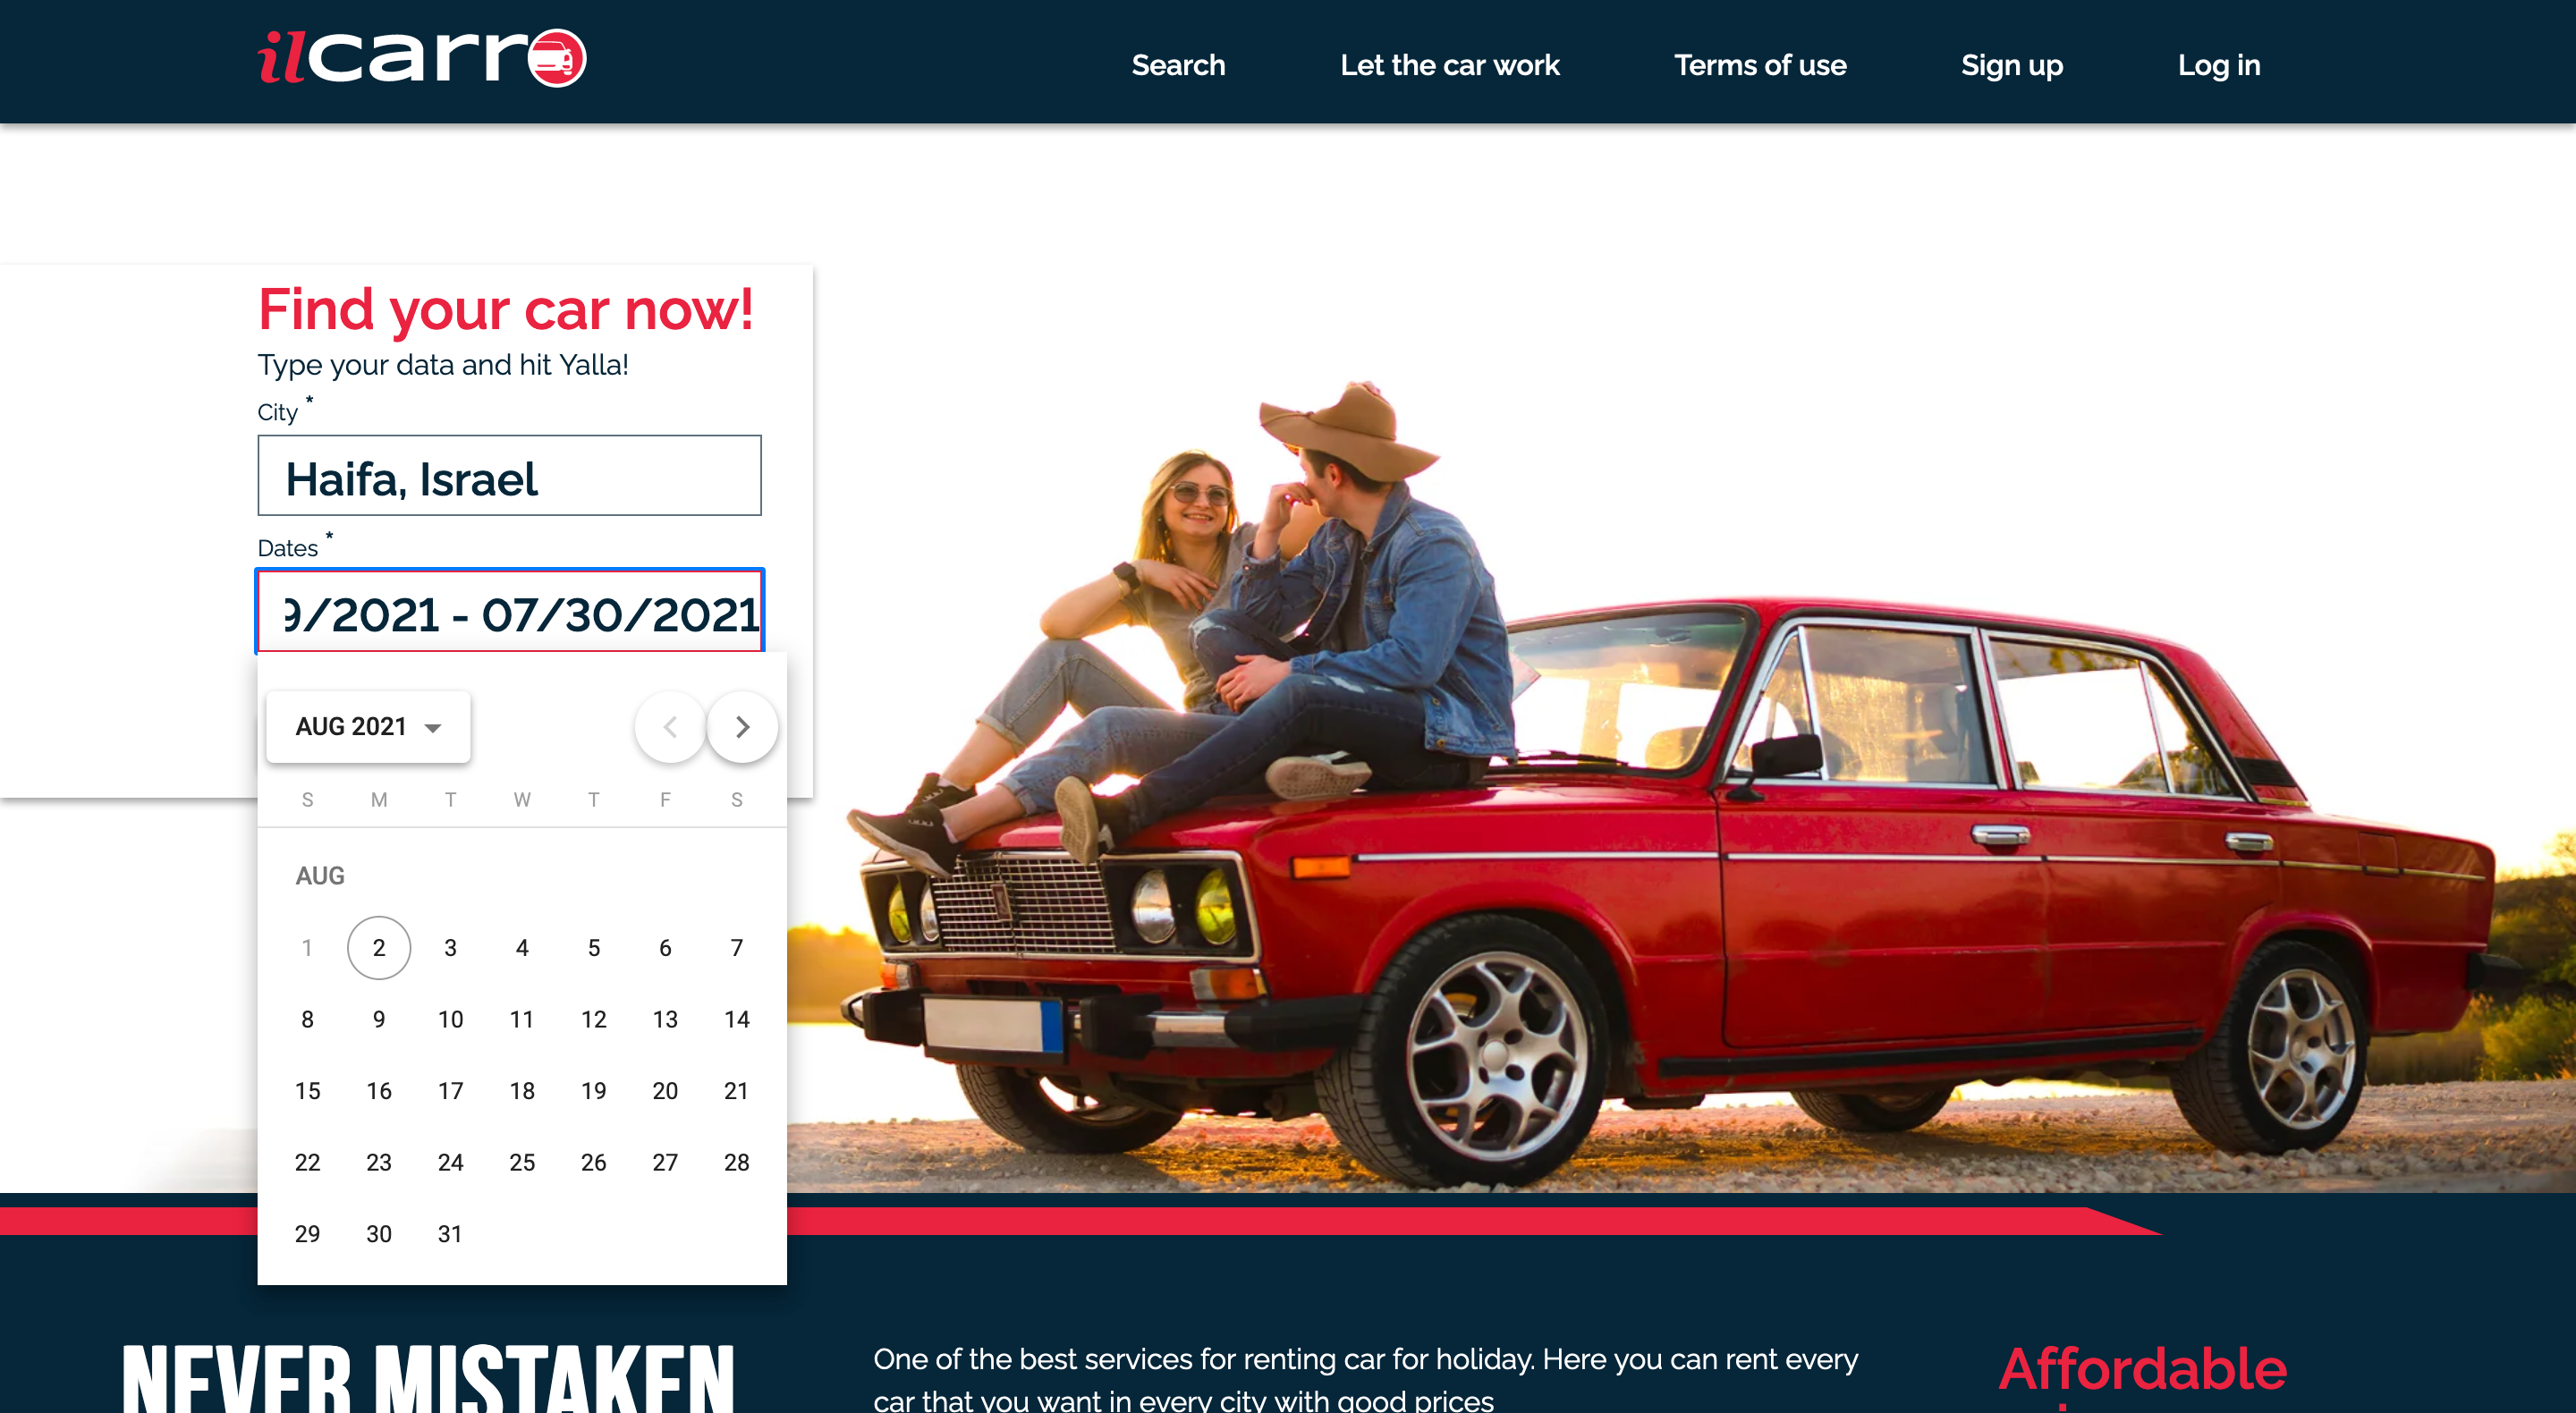 ilcarro
Search Let the car work Terms of use Sign up Log in
Find your car now!
Type your data and hit Yalla!
City *
Haifa, Israel
Dates *
9/2021 - 07/30/2021
AUG 2021
S M T W T F S
AUG
1 2 3 4 5 6 7
8 9 10 11 12 13 14
15 16 17 18 19 20 21
22 23 24 25 26 27 28
29 30 31
NEVER MISTAKEN
One of the best services for renting car for holiday. Here you can rent every
car that you want in every city with good prices
Affordable